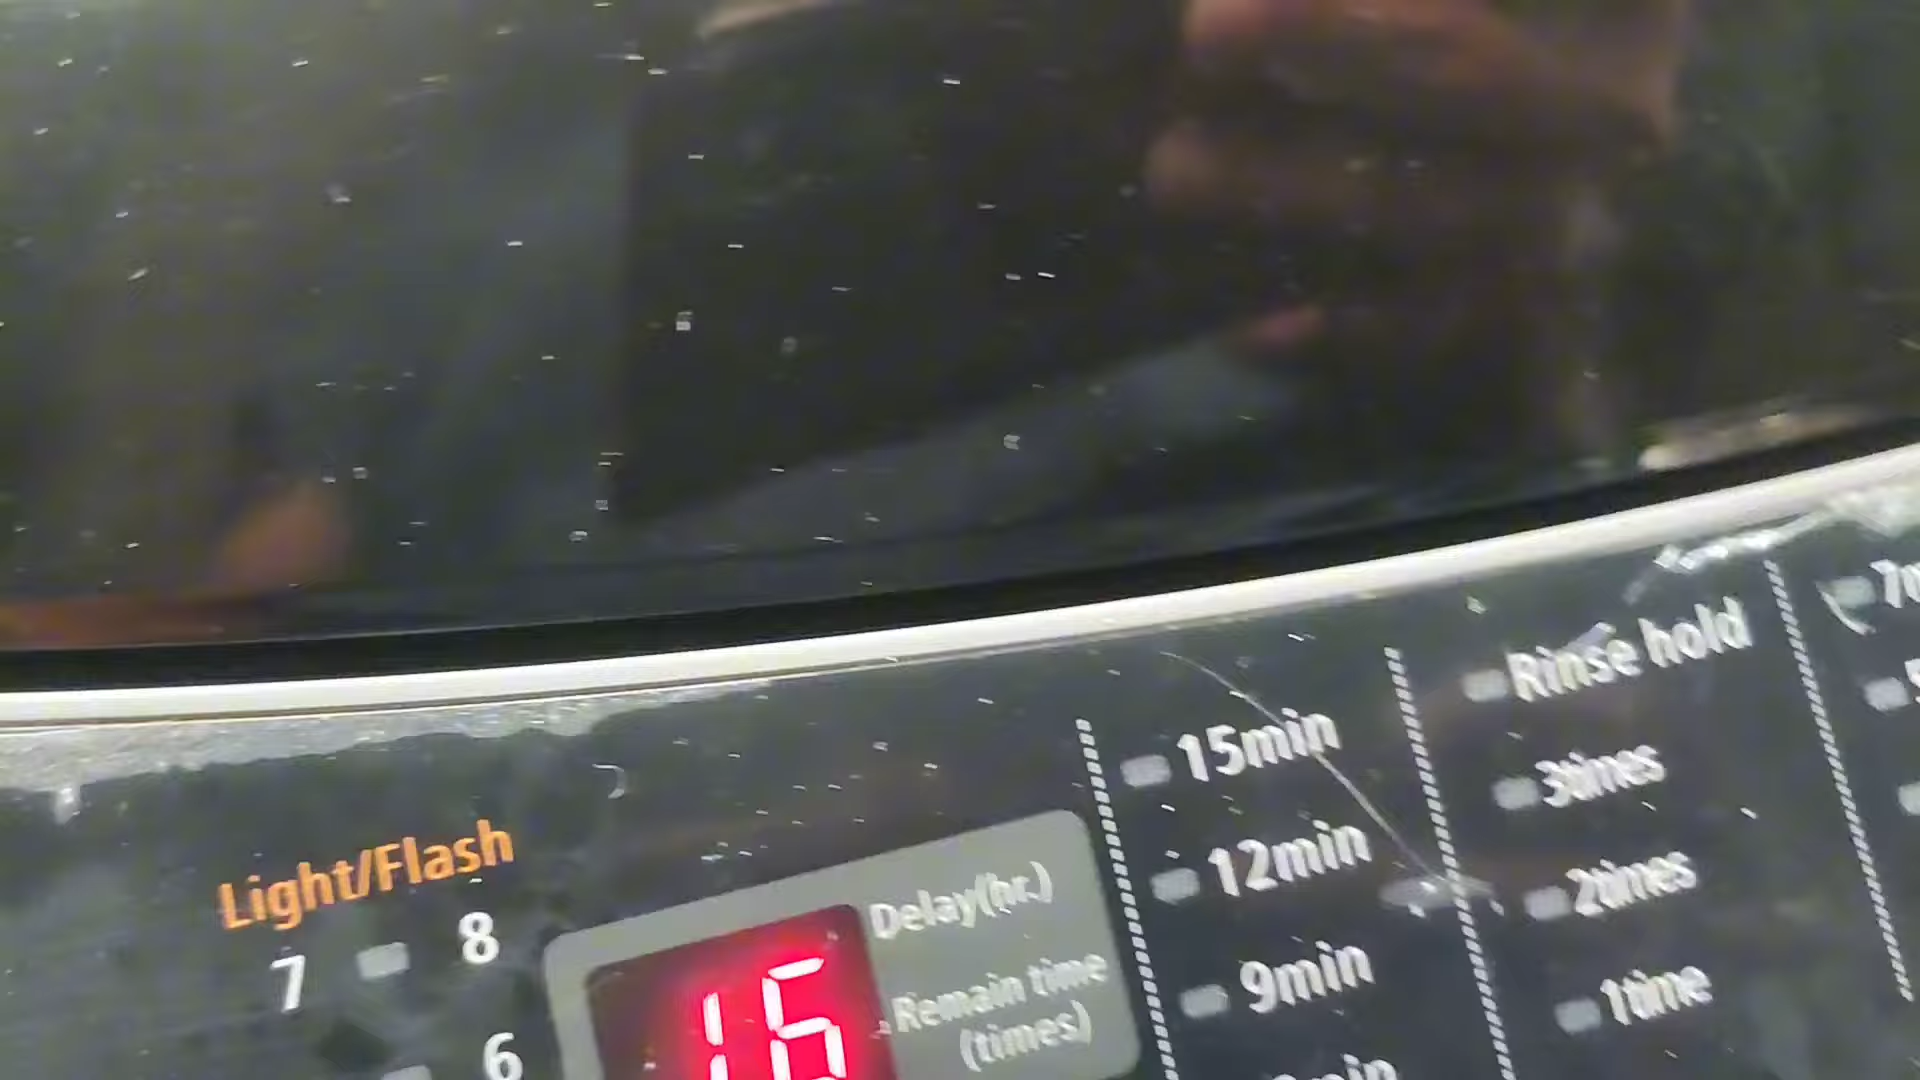 Light/Flash
7
8
6
16
Delay(hr.)
Remain time
(times)
15min
12min
9min
Rinse hold
3times
2times
1time